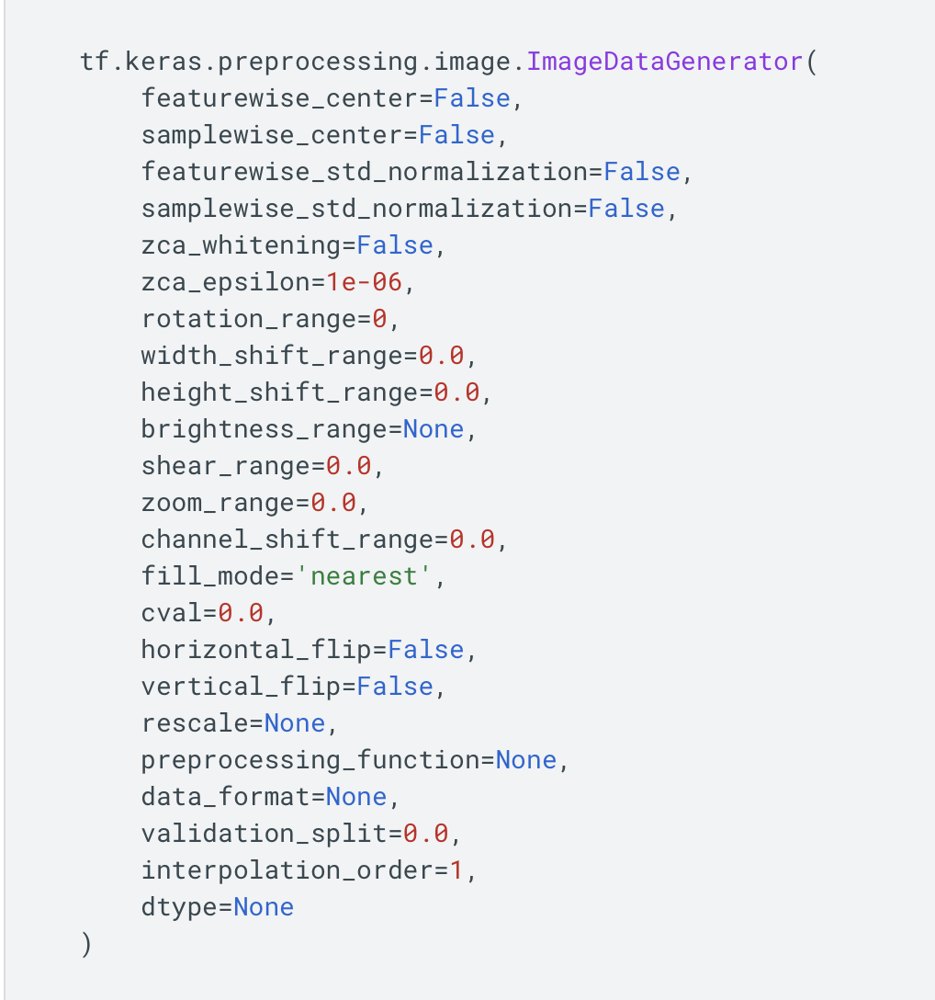 tf.keras.preprocessing.image.ImageDataGenerator(
    featurewise_center=False,
    samplewise_center=False,
    featurewise_std_normalization=False,
    samplewise_std_normalization=False,
    zca_whitening=False,
    zca_epsilon=1e-06,
    rotation_range=0,
    width_shift_range=0.0,
    height_shift_range=0.0,
    brightness_range=None,
    shear_range=0.0,
    zoom_range=0.0,
    channel_shift_range=0.0,
    fill_mode='nearest',
    cval=0.0,
    horizontal_flip=False,
    vertical_flip=False,
    rescale=None,
    preprocessing_function=None,
    data_format=None,
    validation_split=0.0,
    interpolation_order=1,
    dtype=None
)